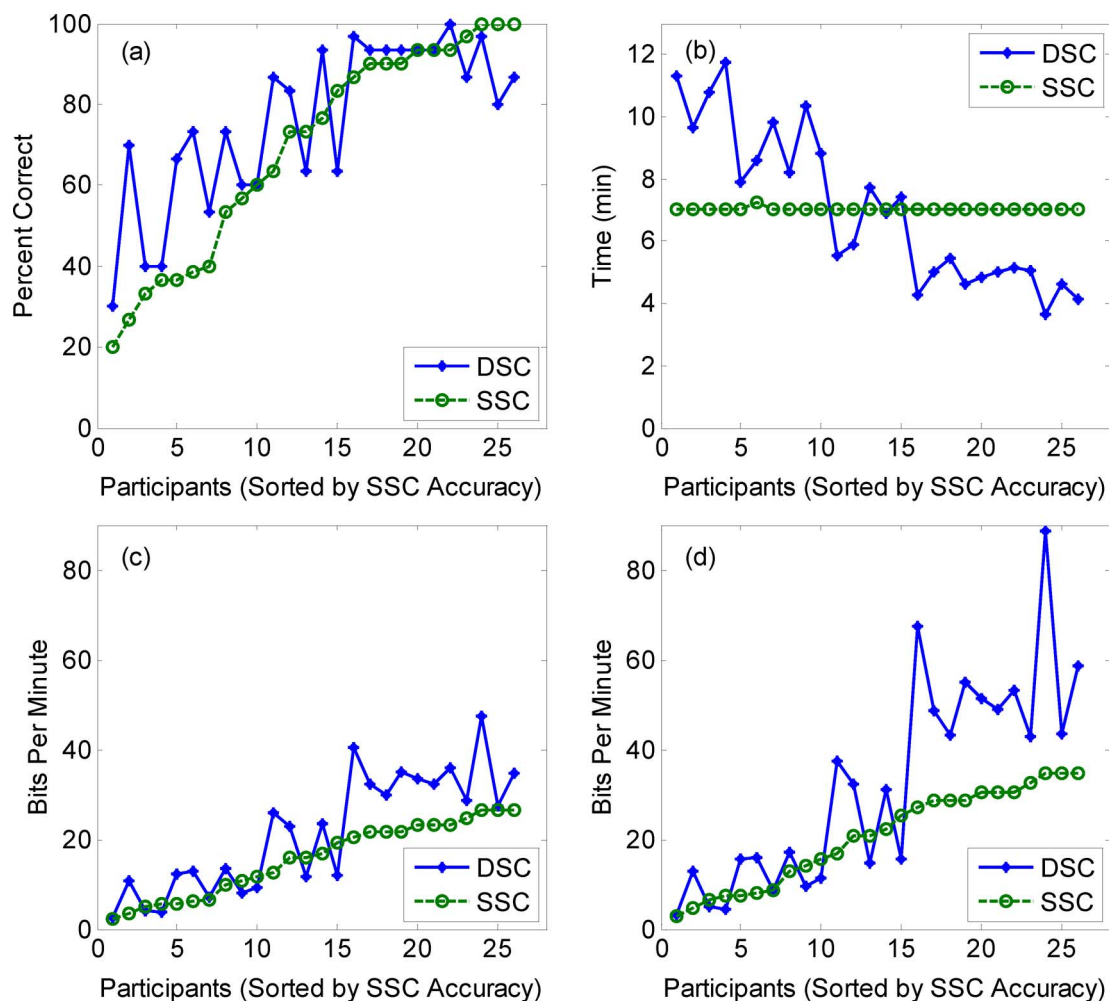 (a)
Percent Correct
100
80
60
40
20
0
DSC
SSC
0 5 10 15 20 25
Participants (Sorted by SSC Accuracy)
(b)
Time (min)
12
10
8
6
4
2
0
DSC
SSC
0 5 10 15 20 25
Participants (Sorted by SSC Accuracy)
(c)
Bits Per Minute
80
60
40
20
0
DSC
SSC
0 5 10 15 20 25
Participants (Sorted by SSC Accuracy)
(d)
Bits Per Minute
80
60
40
20
0
DSC
SSC
0 5 10 15 20 25
Participants (Sorted by SSC Accuracy)